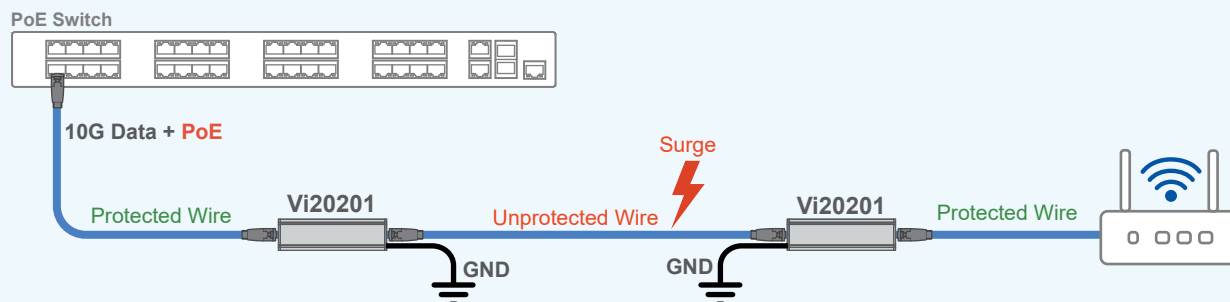 PoE Switch
10G Data + PoE
Surge
Vi20201
Vi20201
Protected Wire
Unprotected Wire
Protected Wire
GND
GND